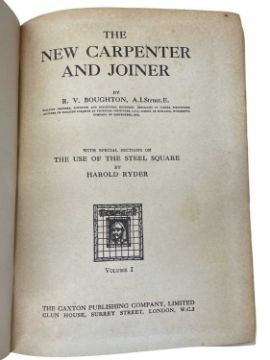 THE
NEW CARPENTER
AND JOINER
BY
R. V. BOUGHTON, A.I.Struct.E.
WITH SPECIAL SECTIONS ON
THE USE OF THE STEEL SQUARE
BY
HAROLD RYDER
VOLUME I
THE CAXTON PUBLISHING COMPANY, LIMITED
CLUN HOUSE, SURREY STREET, LONDON, W.C.2